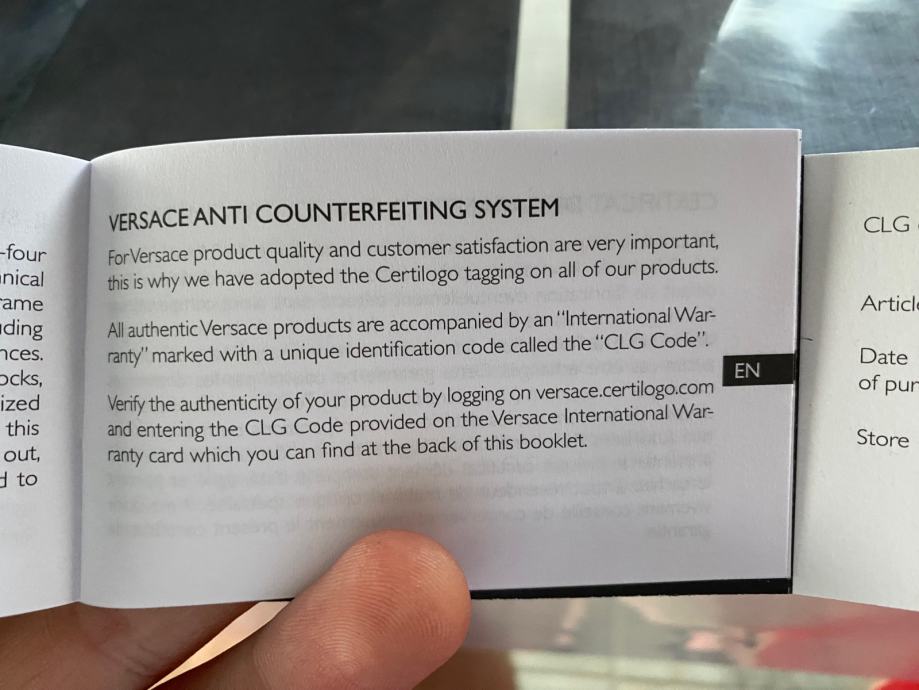 -four
nical
rame
ding
nces.
ocks,
ized
this
out,
d to
VERSACE ANTI COUNTERFEITING SYSTEM
For Versace product quality and customer satisfaction are very important,
this is why we have adopted the Certilogo tagging on all of our products.
All authentic Versace products are accompanied by an “International War-
ranty” marked with a unique identification code called the “CLG Code”.
Verify the authenticity of your product by logging on versace.certilogo.com
and entering the CLG Code provided on the Versace International War-
ranty card which you can find at the back of this booklet.
EN
CLG
Article
Date
of pur
Store